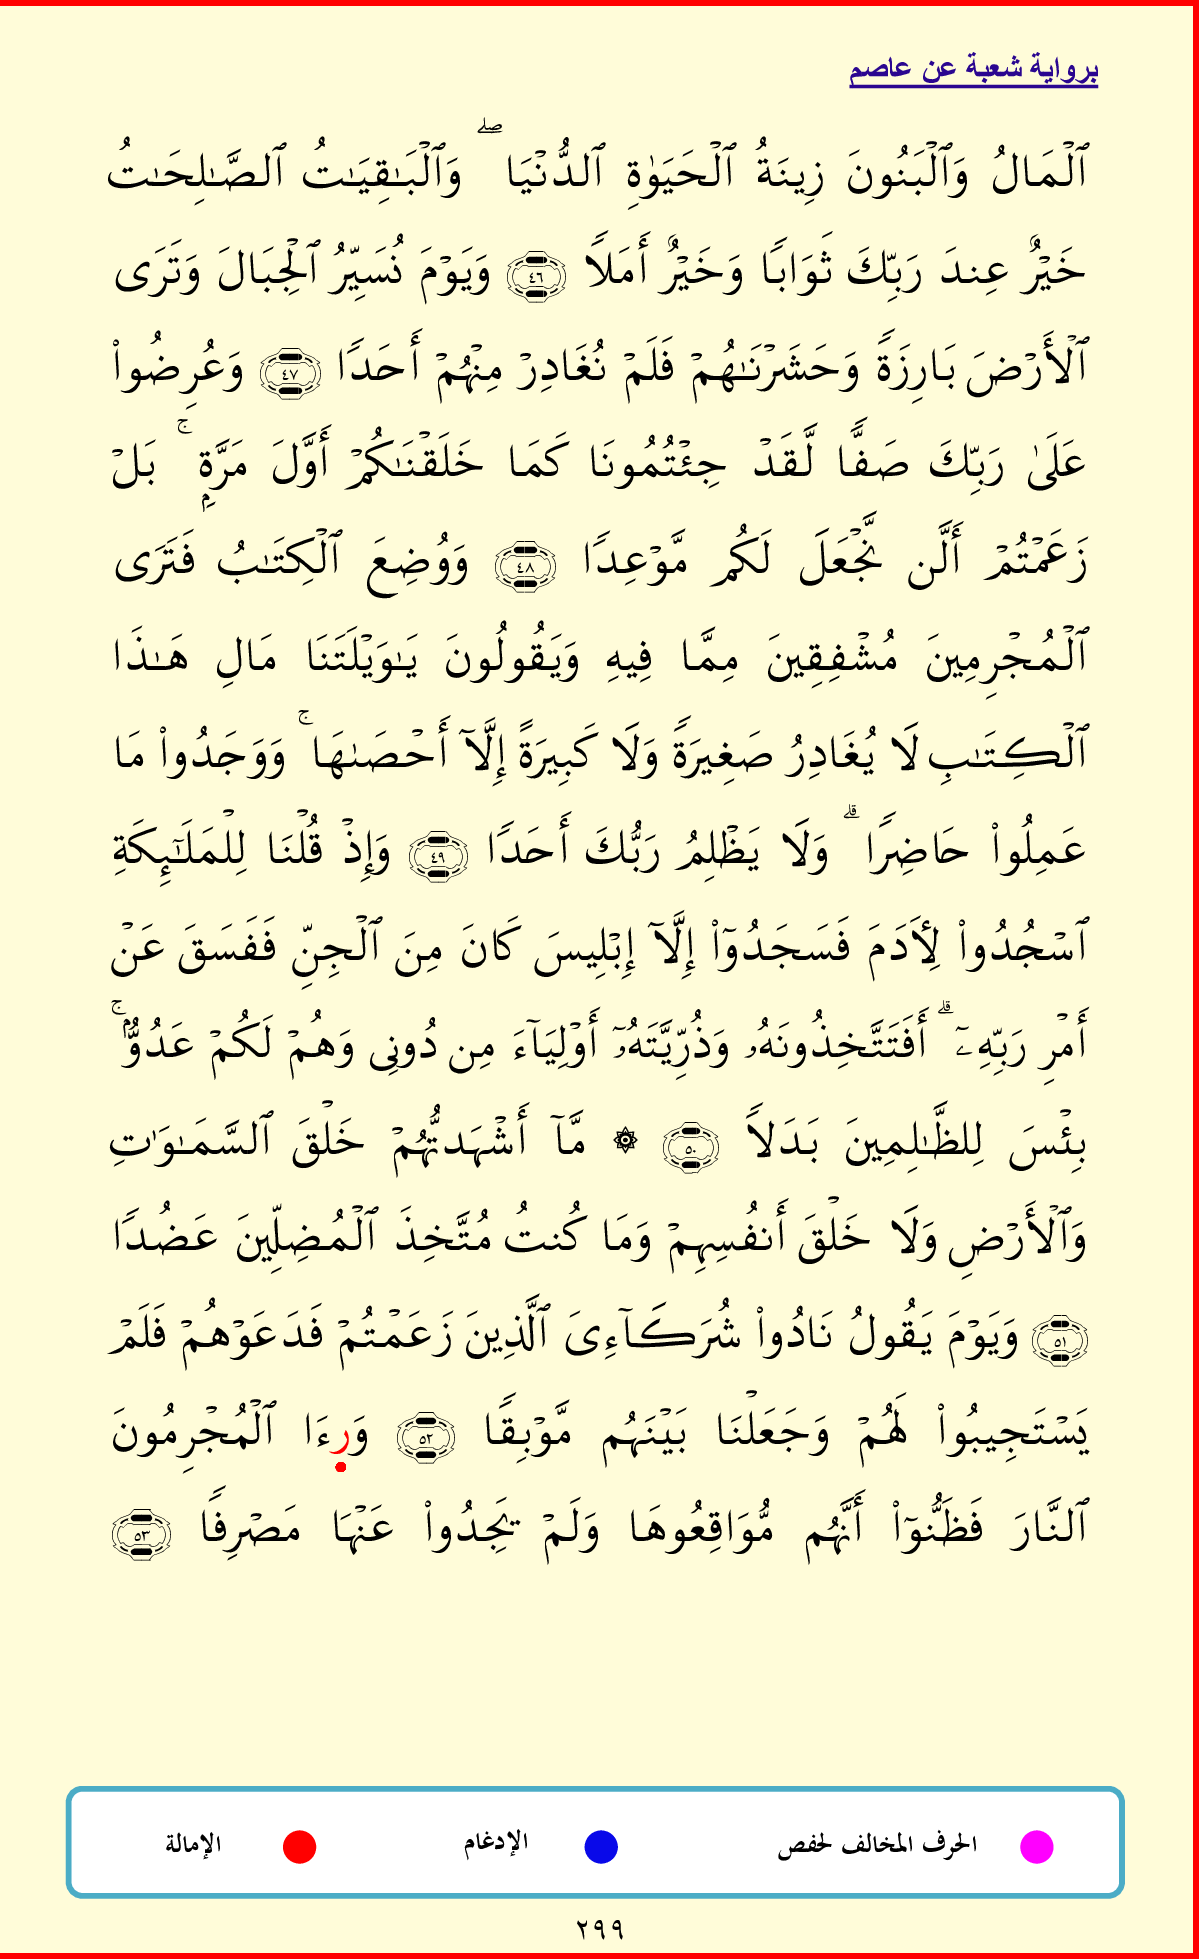 برواية شعبة عن عاصم
ٱلۡمَالُ وَٱلۡبَنُونَ زِينَةُ ٱلۡحَيَوٰةِ ٱلدُّنۡيَاۖ وَٱلۡبَـٰقِيَـٰتُ ٱلصَّـٰلِحَـٰتُ
خَيۡرٌ عِندَ رَبِّكَ ثَوَابًا وَخَيۡرٌ أَمَلًا ٤٦ وَيَوۡمَ نُسَيِّرُ ٱلۡجِبَالَ وَتَرَى
ٱلۡأَرۡضَ بَارِزَةً وَحَشَرۡنَـٰهُمۡ فَلَمۡ نُغَادِرۡ مِنۡهُمۡ أَحَدًا ٤٧ وَعُرِضُوا۟
عَلَىٰ رَبِّكَ صَفًّا لَّقَدۡ جِئۡتُمُونَا كَمَا خَلَقۡنَـٰكُمۡ أَوَّلَ مَرَّةِۭۚ بَلۡ
زَعَمۡتُمۡ أَلَّن نَّجۡعَلَ لَكُم مَّوۡعِدًا ٤٨ وَوُضِعَ ٱلۡكِتَـٰبُ فَتَرَى
ٱلۡمُجۡرِمِينَ مُشۡفِقِينَ مِمَّا فِيهِ وَيَقُولُونَ يَـٰوَيۡلَتَنَا مَالِ هَـٰذَا
ٱلۡكِتَـٰبِ لَا يُغَادِرُ صَغِيرَةً وَلَا كَبِيرَةً إِلَّآ أَحۡصَىٰهَاۚ وَوَجَدُوا۟ مَا
عَمِلُوا۟ حَاضِرًاۗ وَلَا يَظۡلِمُ رَبُّكَ أَحَدًا ٤٩ وَإِذۡ قُلۡنَا لِلۡمَلَـٰٓئِكَةِ
ٱسۡجُدُوا۟ لِأَدَمَ فَسَجَدُوٓا۟ إِلَّآ إِبۡلِيسَ كَانَ مِنَ ٱلۡجِنِّ فَفَسَقَ عَنۡ
أَمۡرِ رَبِّهِۦٓۗ أَفَتَتَّخِذُونَهُۥ وَذُرِّيَّتَهُۥٓ أَوۡلِيَآءَ مِن دُونِى وَهُمۡ لَكُمۡ عَدُوُّۢۚ
بِئۡسَ لِلظَّـٰلِمِينَ بَدَلًا ٥٠ ۞ مَّآ أَشۡهَدتُّهُمۡ خَلۡقَ ٱلسَّمَـٰوَٰتِ
وَٱلۡأَرۡضِ وَلَا خَلۡقَ أَنفُسِهِمۡ وَمَا كُنتُ مُتَّخِذَ ٱلۡمُضِلِّينَ عَضُدًا
٥١ وَيَوۡمَ يَقُولُ نَادُوا۟ شُرَكَآءِىَ ٱلَّذِينَ زَعَمۡتُمۡ فَدَعَوۡهُمۡ فَلَمۡ
يَسۡتَجِيبُوا۟ لَهُمۡ وَجَعَلۡنَا بَيۡنَهُم مَّوۡبِقًا ٥٢ وَرِءَا ٱلۡمُجۡرِمُونَ
ٱلنَّارَ فَظَنُّوٓا۟ أَنَّهُم مُّوَاقِعُوهَا وَلَمۡ يَجِدُوا۟ عَنۡهَا مَصۡرِفًا ٥٣
الحرف المخالف لحفص الإدغام الإمالة
٢٩٩